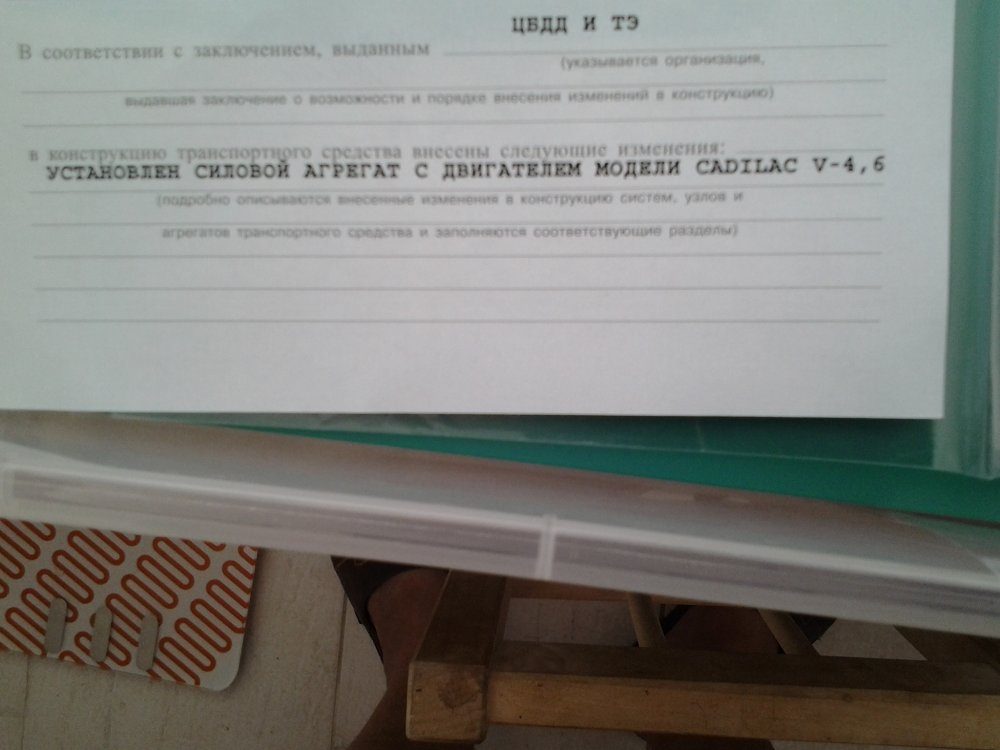 ЦБДД И ТЭ
В соответствии с заключением, выданным
(указывается организация,
выдавшая заключение о возможности и порядке внесения изменений в конструкцию)
в конструкцию транспортного средства внесены следующие изменения:
УСТАНОВЛЕН СИЛОВОЙ АГРЕГАТ С ДВИГАТЕЛЕМ МОДЕЛИ CADILAC V-4,6
(подробно описываются внесенные изменения в конструкцию систем, узлов и
агрегатов транспортного средства и заполняются соответствующие разделы)